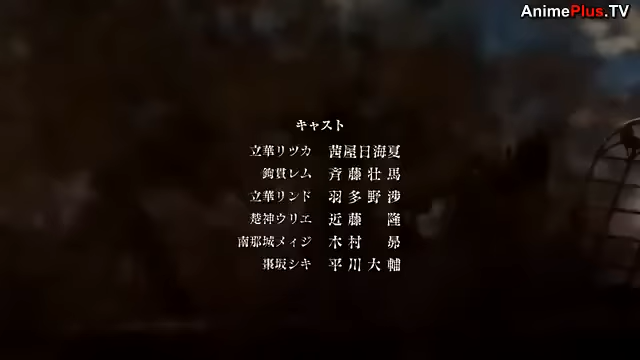 AnimePlus.TV
キャスト
立華リツカ 茜屋日海夏
鉤貫レム 斉藤壮馬
立華リンド 羽多野渉
楚神ウリエ 近藤隆
南那城メィジ 木村昴
棗坂シキ 平川大輔